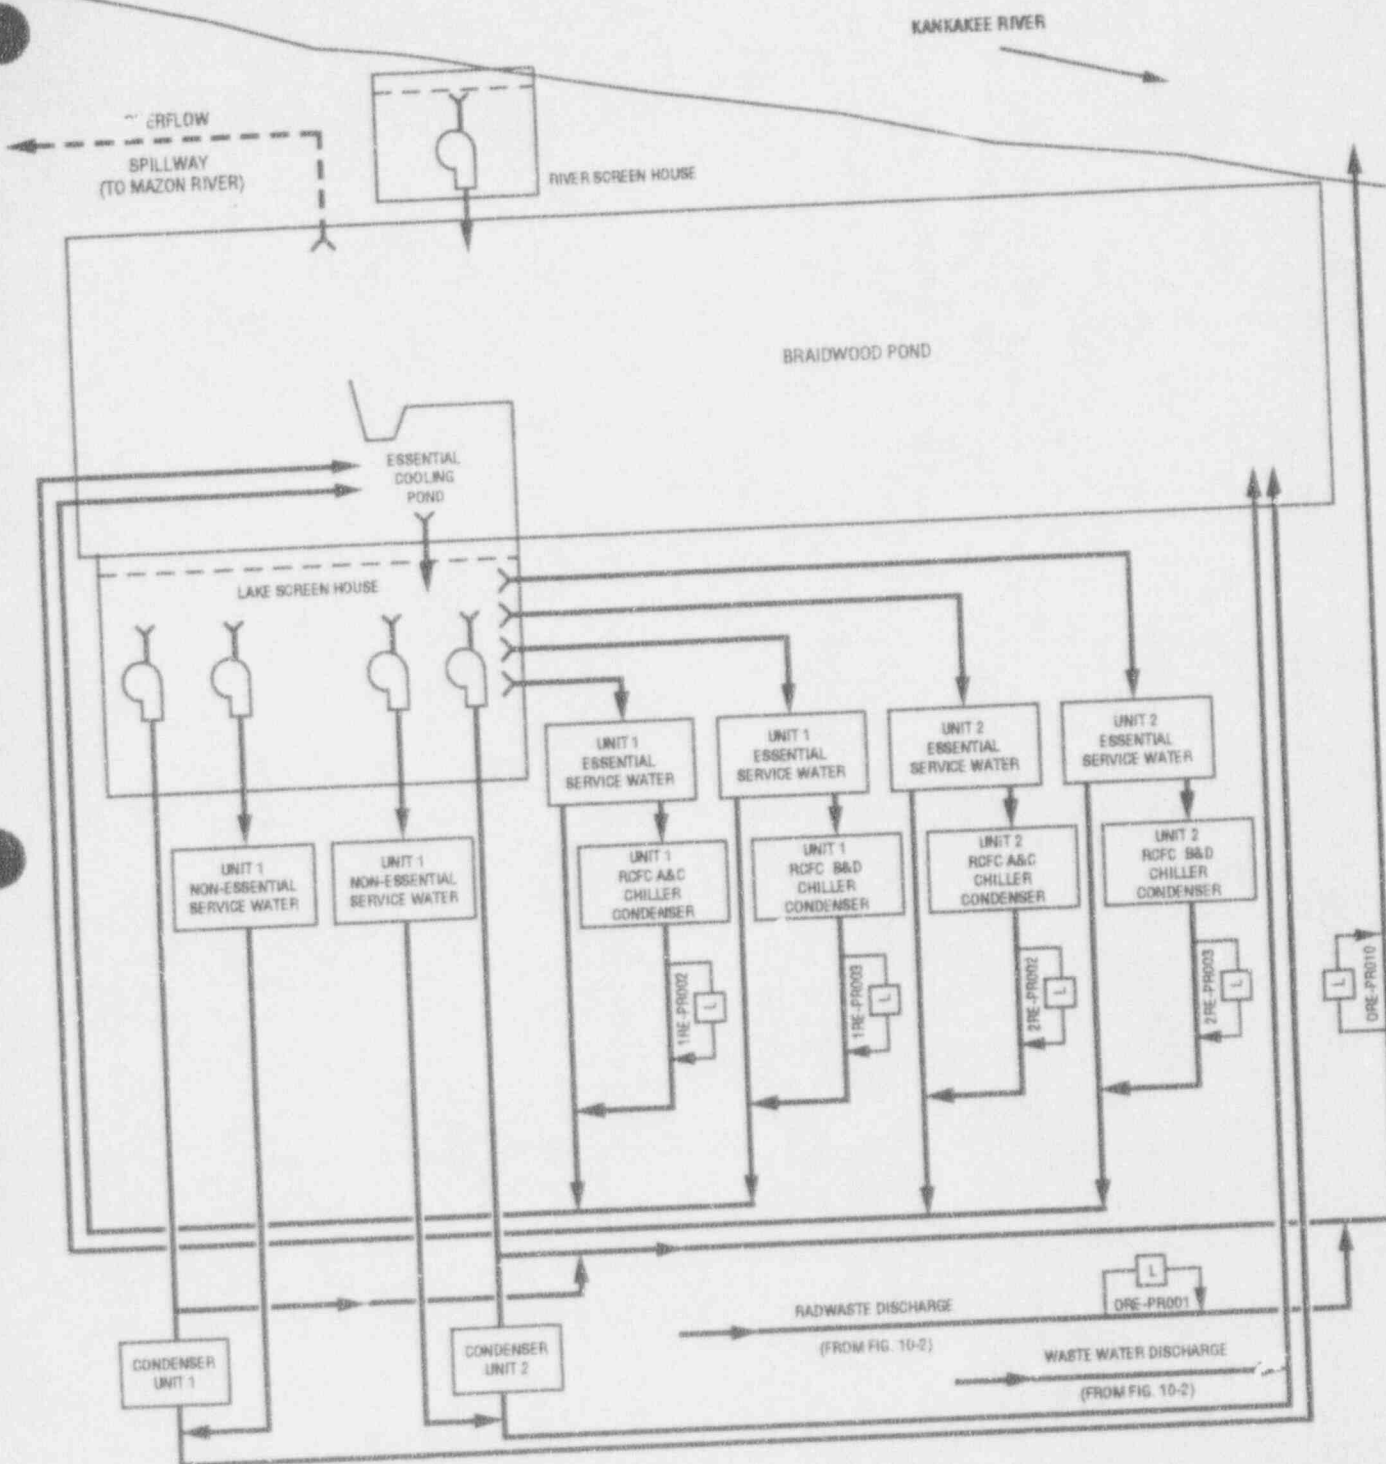 KANKAKEE RIVER
ERFLOW
SPILLWAY
(TO MAZON RIVER)
RIVER SCREEN HOUSE
BRAIDWOOD POND
ESSENTIAL
COOLING
POND
LAKE SCREEN HOUSE
UNIT 1
ESSENTIAL
SERVICE WATER
UNIT 1
ESSENTIAL
SERVICE WATER
UNIT 2
ESSENTIAL
SERVICE WATER
UNIT 2
ESSENTIAL
SERVICE WATER
UNIT 1
NON-ESSENTIAL
SERVICE WATER
UNIT 1
NON-ESSENTIAL
SERVICE WATER
UNIT 1
RCFC A&C
CHILLER
CONDENSER
UNIT 1
RCFC B&D
CHILLER
CONDENSER
UNIT 2
RCFC A&C
CHILLER
CONDENSER
UNIT 2
RCFC B&D
CHILLER
CONDENSER
1RE-PR002
L
1RE-PR003
L
2RE-PR002
L
2RE-PR003
L
L
ORE-PR010
L
ORE-PR001
RADWASTE DISCHARGE
(FROM FIG. 10-2)
WASTE WATER DISCHARGE
(FROM FIG. 10-2)
CONDENSER
UNIT 1
CONDENSER
UNIT 2